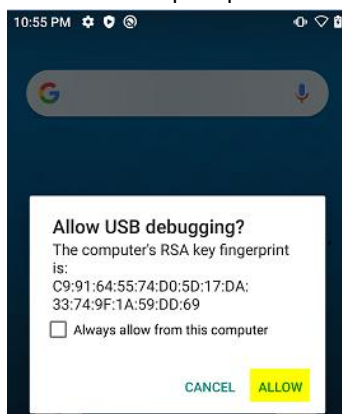 10:55 PM
Allow USB debugging?
The computer's RSA key fingerprint
is:
C9:91:64:55:74:D0:5D:17:DA:
33:74:9F:1A:59:DD:69
Always allow from this computer
CANCEL ALLOW